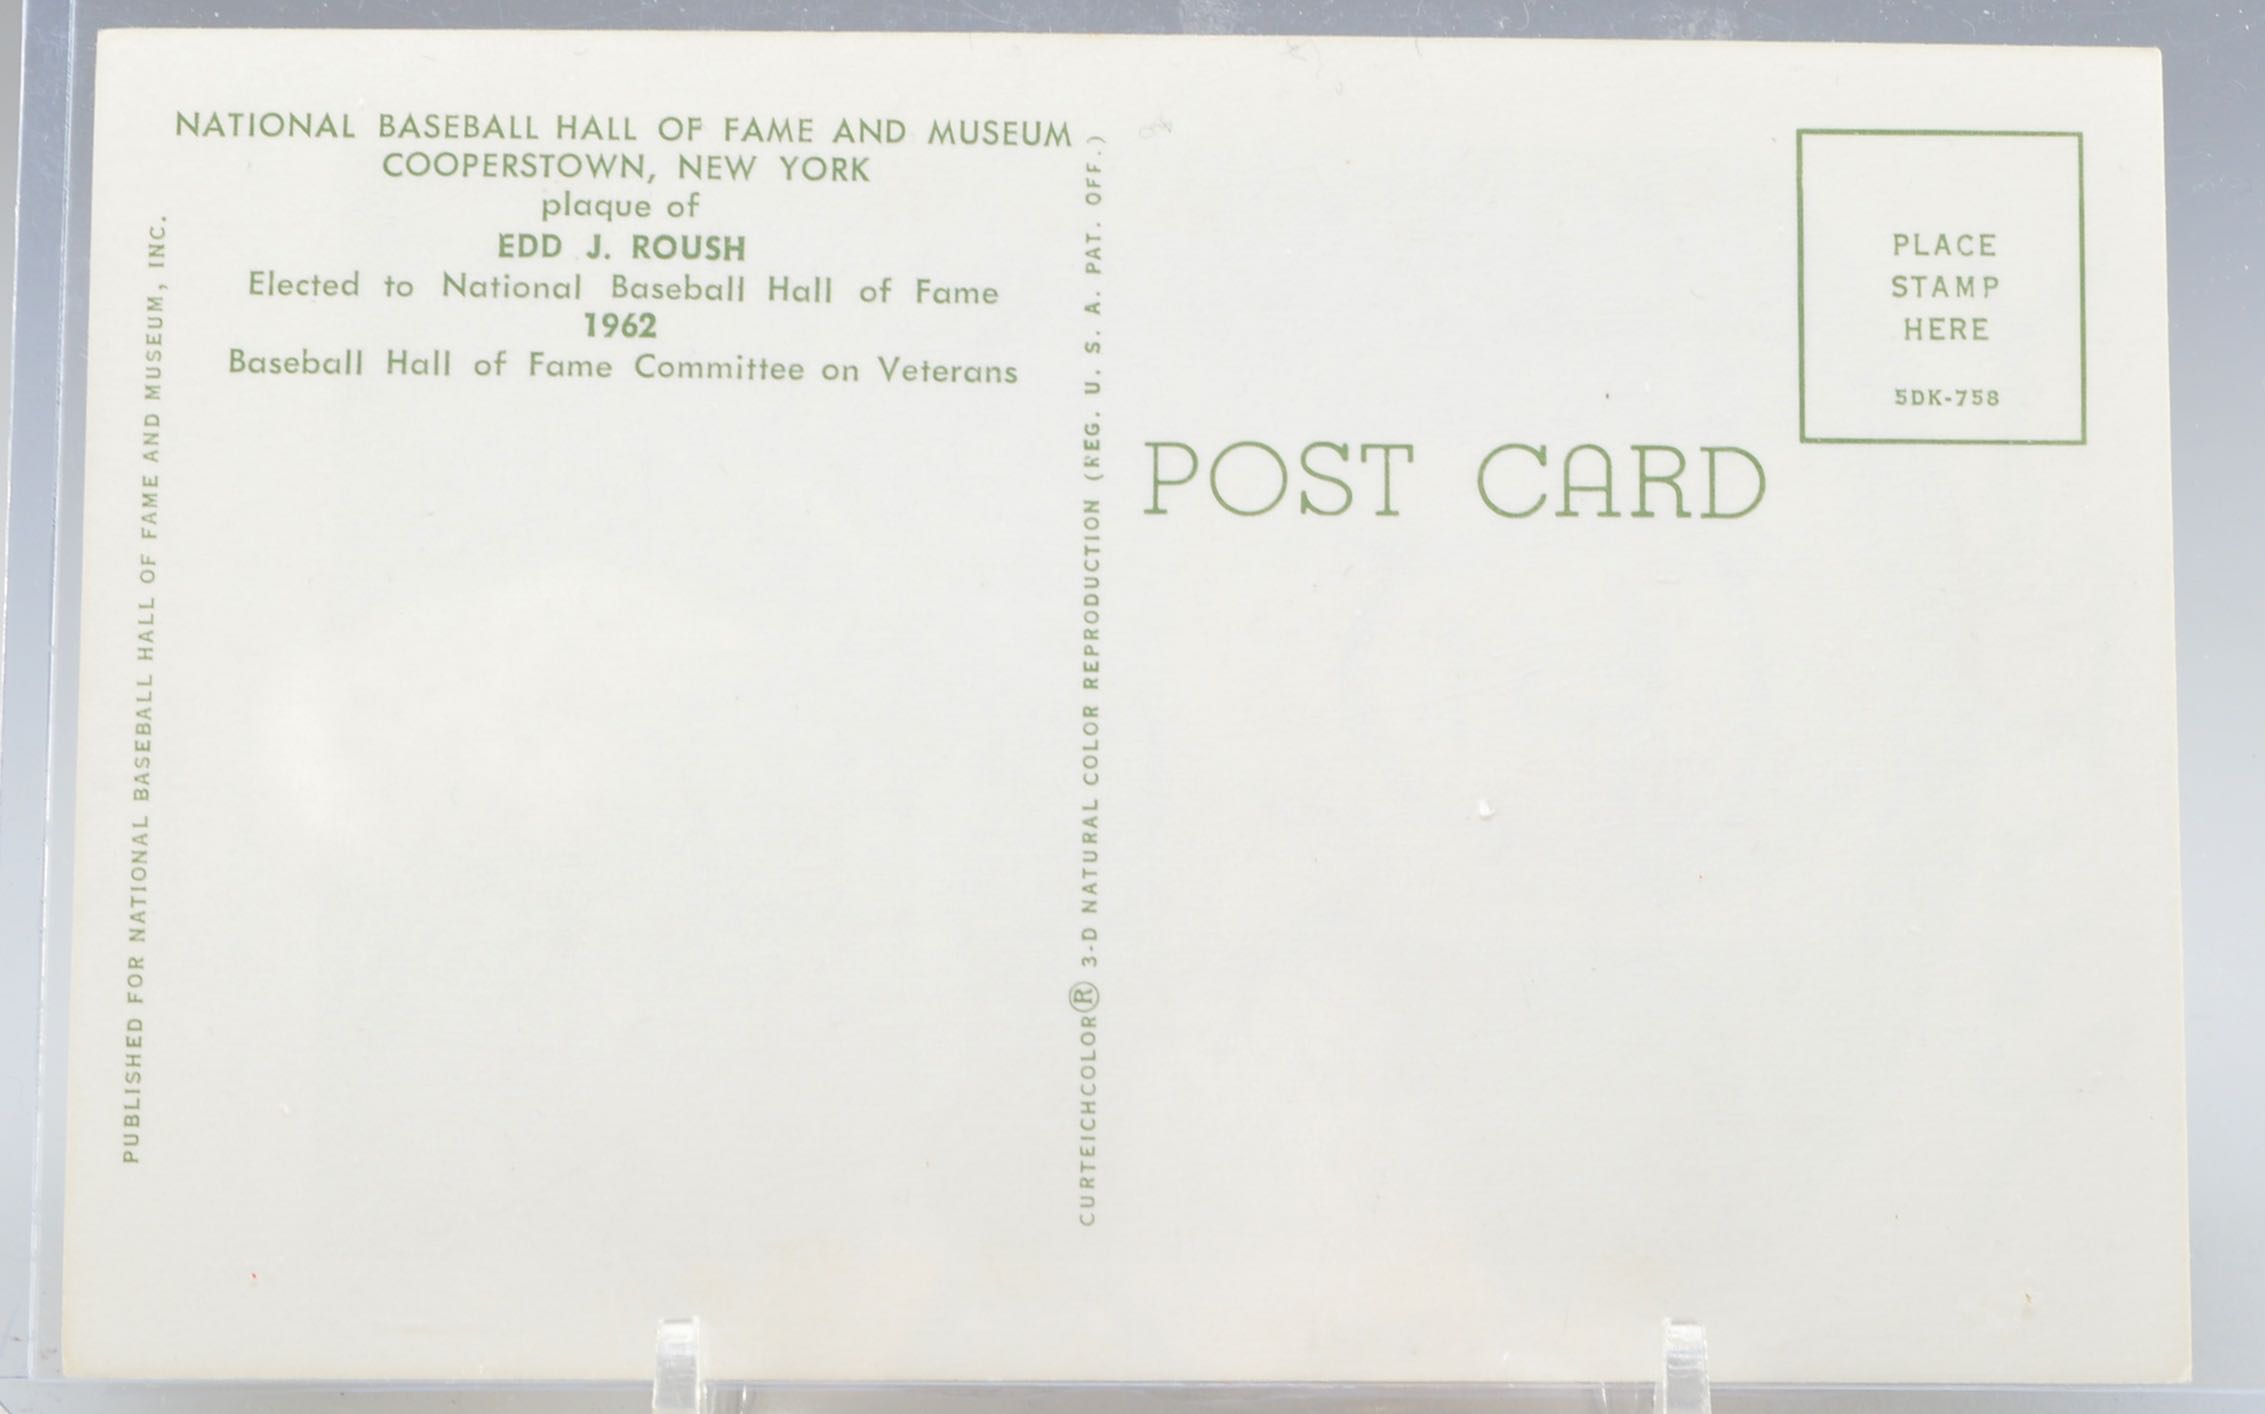 NATIONAL BASEBALL HALL OF FAME AND MUSEUM
COOPERSTOWN, NEW YORK
plaque of
EDD J. ROUSH
Elected to National Baseball Hall of Fame
1962
Baseball Hall of Fame Committee on Veterans
PUBLISHED FOR NATIONAL BASEBALL HALL OF FAME AND MUSEUM, INC.
CURTEICHCOLOR® 3-D NATURAL COLOR REPRODUCTION (REG. U. S. A. PAT. OFF.)
POST CARD
PLACE
STAMP
HERE
5DK-758